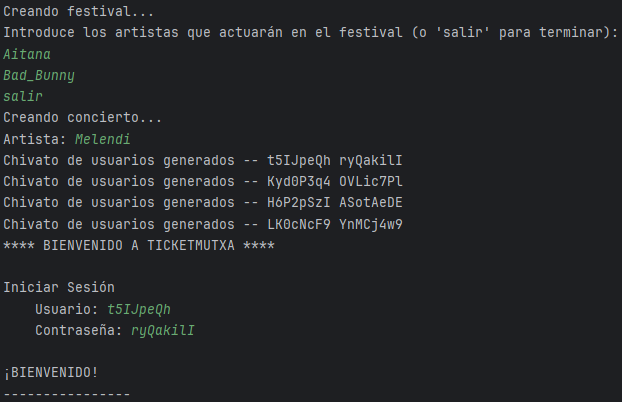 Creando festival...
Introduce los artistas que actuarán en el festival (o 'salir' para terminar):
Aitana
Bad_Bunny
salir
Creando concierto...
Artista: Melendi
Chivato de usuarios generados -- t5IJpeQh ryQakilI
Chivato de usuarios generados -- Kyd0P3q4 OVLic7Pl
Chivato de usuarios generados -- H6P2pSzI ASotAeDE
Chivato de usuarios generados -- LK0cNcF9 YnMCj4w9
**** BIENVENIDO A TICKETMUTXA ****
Iniciar Sesión
Usuario: t5IJpeQh
Contraseña: ryQakilI
¡BIENVENIDO!
----------------